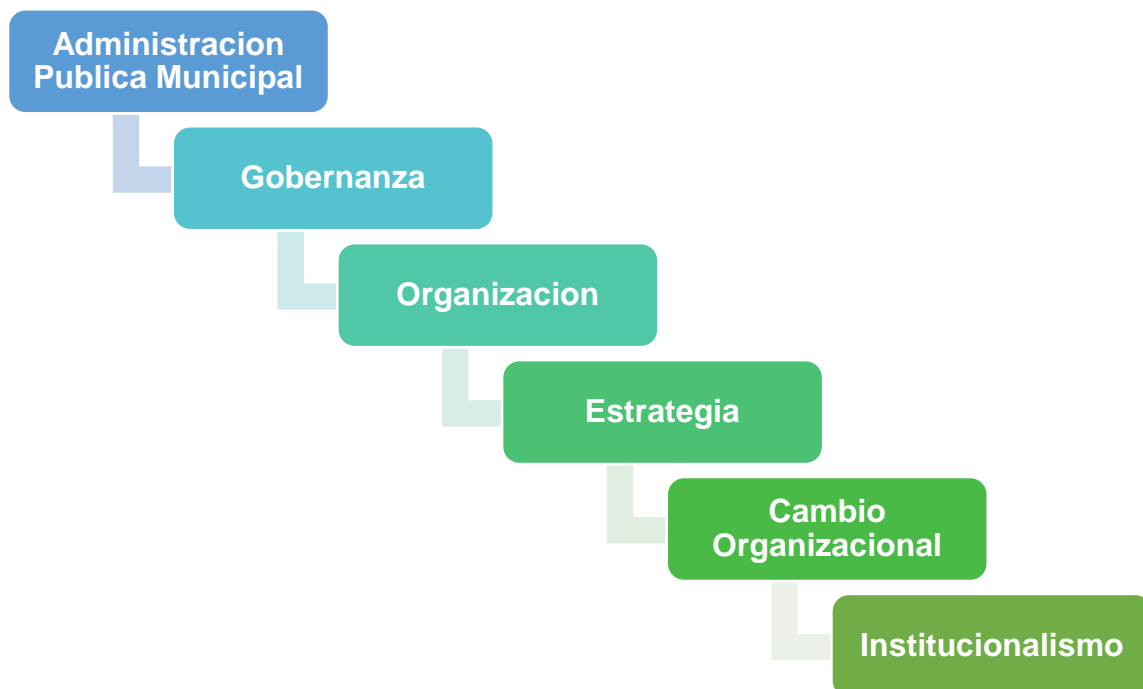 Administracion
Publica Municipal
Gobernanza
Organizacion
Estrategia
Cambio
Organizacional
Institucionalismo